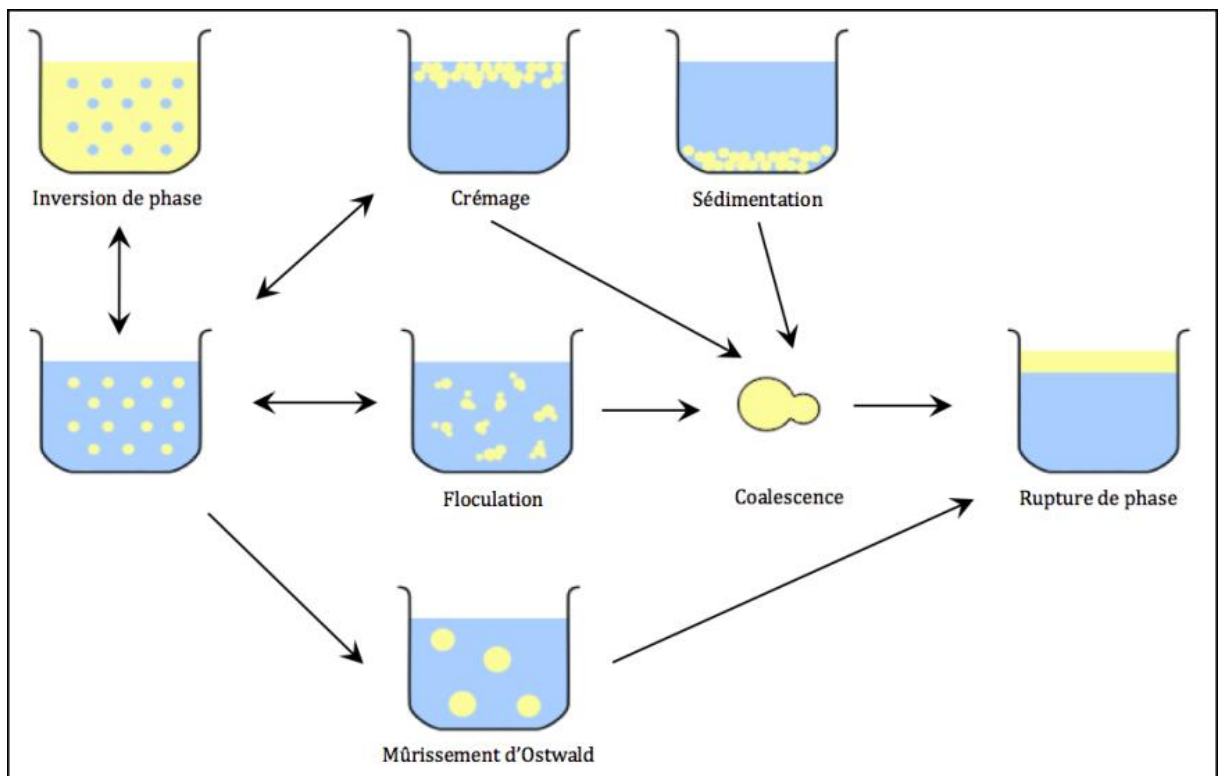 Inversion de phase
Crémage
Sédimentation
Floculation
Coalescence
Rupture de phase
Mûrissement d'Ostwald